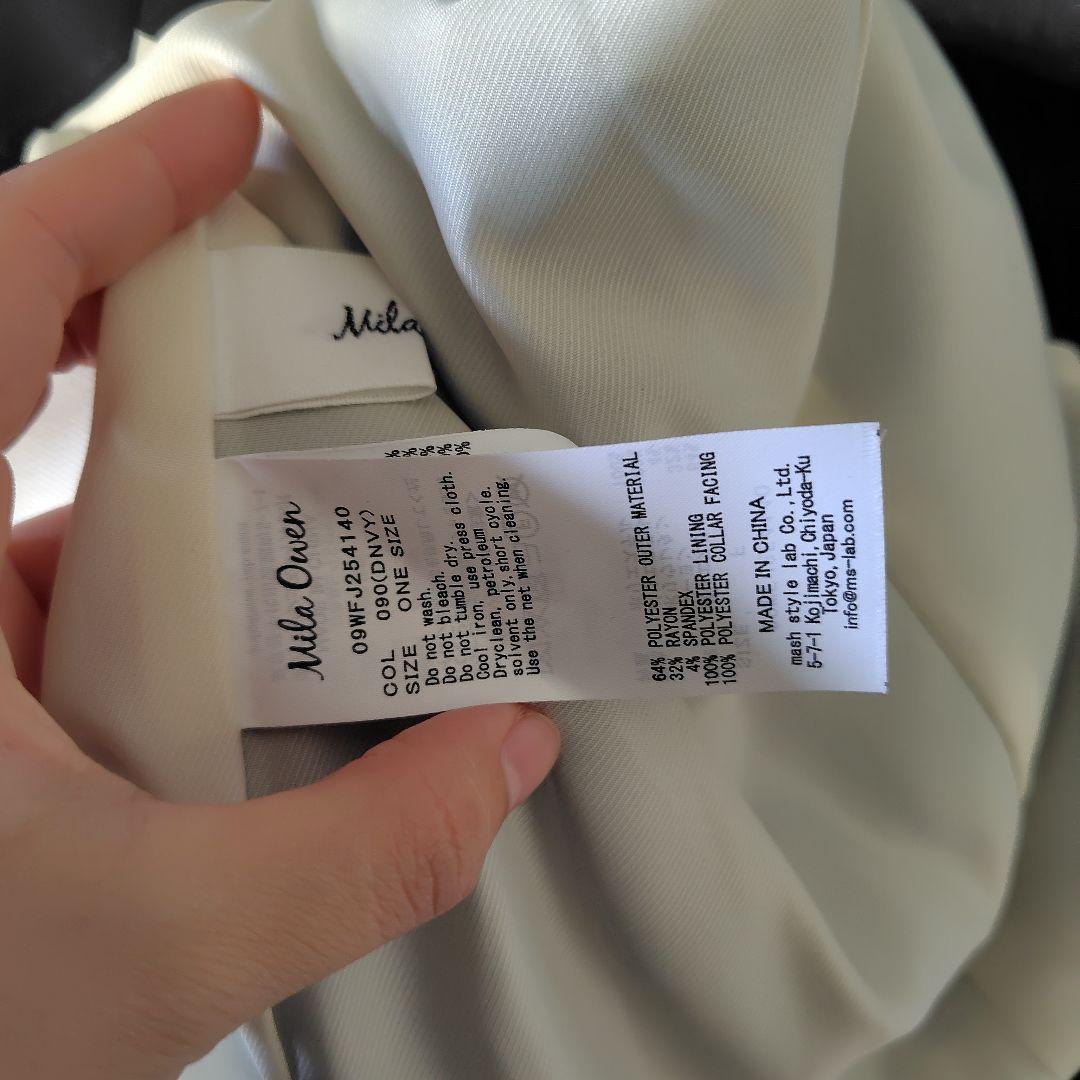 Mila
Mila Owen
09WFJ254140
COL 090(DNVY)
SIZE ONE SIZE
Do not wash.
Do not bleach.
Do not tumble dry.
Cool iron, use press cloth.
Dryclean, petroleum
solvent only, short cycle.
Use the net when cleaning.
64% POLYESTER OUTER MATERIAL
32% RAYON
4% SPANDEX
100% POLYESTER LINING
100% POLYESTER COLLAR FACING
MADE IN CHINA
mash style lab Co.,Ltd.
5-7-1 Kojimachi, Chiyoda-Ku
Tokyo, Japan
info@ms-lab.com